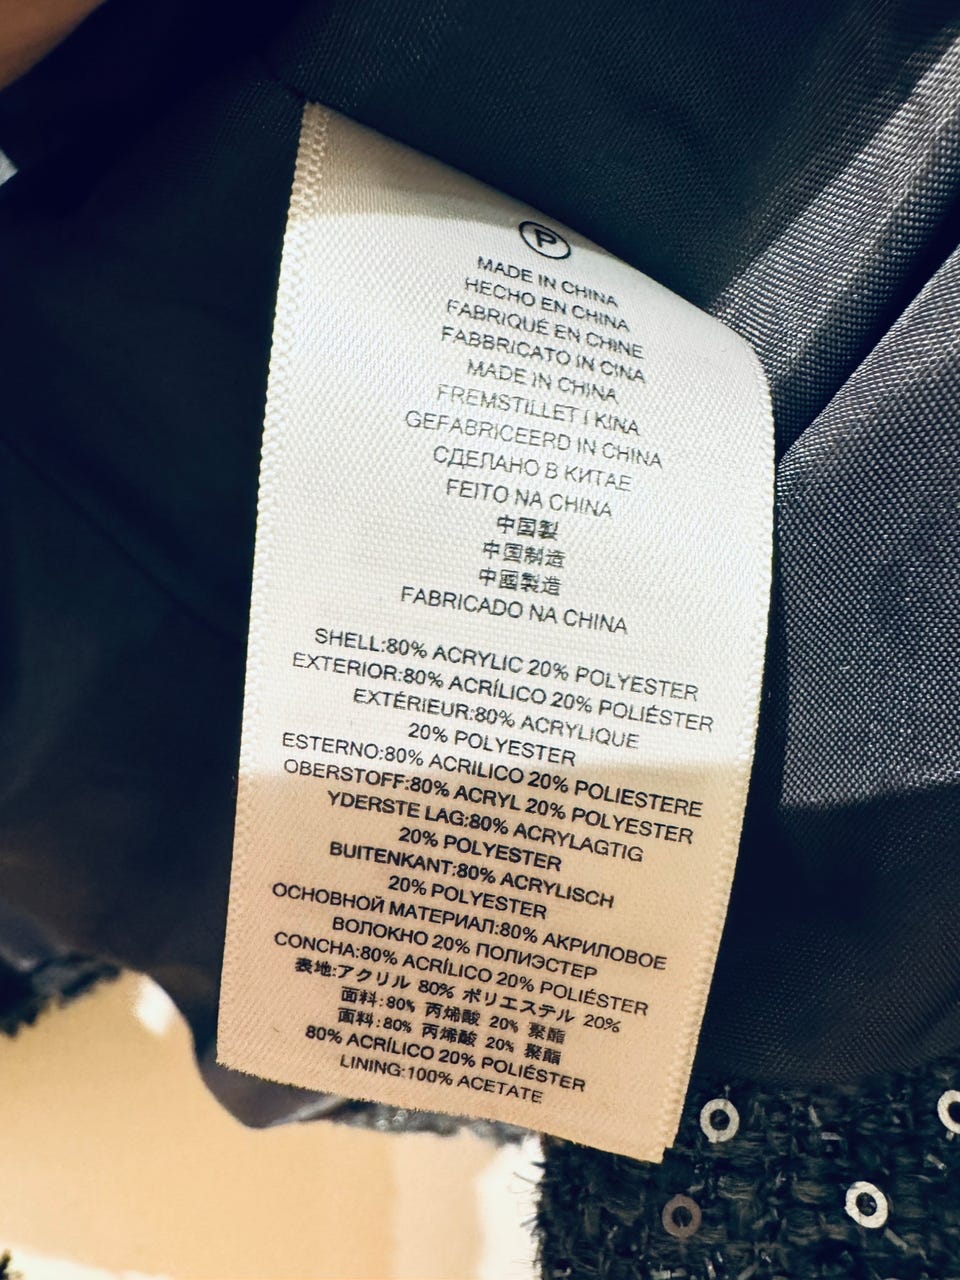 P
MADE IN CHINA
HECHO EN CHINA
FABRIQUÉ EN CHINE
FABBRICATO IN CINA
MADE IN CHINA
FREMSTILLET I KINA
GEFABRICEERD IN CHINA
СДЕЛАНО В КИТАЕ
FEITO NA CHINA
中国製
中国制造
中國製造
FABRICADO NA CHINA
SHELL:80% ACRYLIC 20% POLYESTER
EXTERIOR:80% ACRÍLICO 20% POLIÉSTER
EXTÉRIEUR:80% ACRYLIQUE
20% POLYESTER
ESTERNO:80% ACRILICO 20% POLIESTERE
OBERSTOFF:80% ACRYL 20% POLYESTER
YDERSTE LAG:80% ACRYLAGTIG
20% POLYESTER
BUITENKANT:80% ACRYLISCH
20% POLYESTER
ОСНОВНОЙ МАТЕРИАЛ:80% АКРИЛОВОЕ
ВОЛОКНО 20% ПОЛИЭСТЕР
CONCHA:80% ACRÍLICO 20% POLIÉSTER
表地:アクリル 80% ポリエステル 20%
面料:80% 丙烯酸 20% 聚酯
面料:80% 丙烯酸 20% 聚酯
80% ACRÍLICO 20% POLIÉSTER
LINING:100% ACETATE